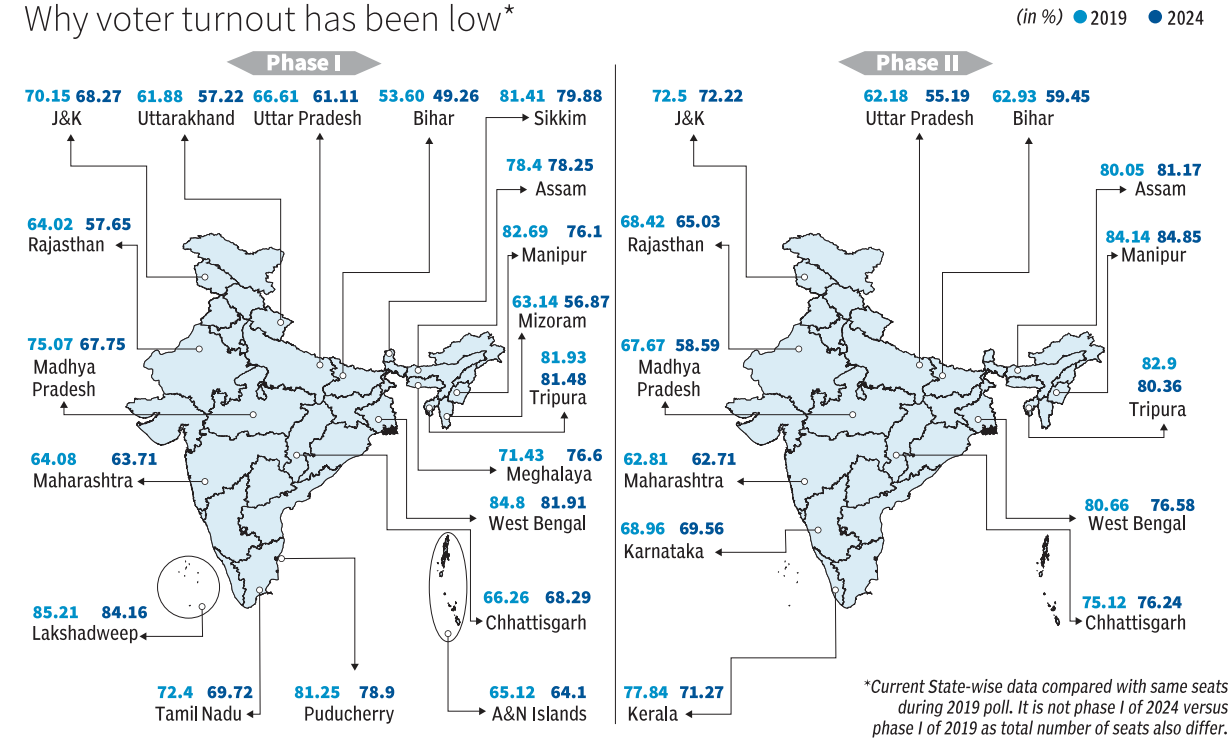 Why voter turnout has been low*
(in %) 2019 2024
Phase I
70.15 68.27
J&K
61.88 57.22
Uttarakhand
66.61 61.11
Uttar Pradesh
53.60 49.26
Bihar
81.41 79.88
Sikkim
78.4 78.25
Assam
64.02 57.65
Rajasthan
82.69 76.1
Manipur
63.14 56.87
Mizoram
75.07 67.75
Madhya
Pradesh
81.93
81.48
Tripura
64.08 63.71
Maharashtra
71.43 76.6
Meghalaya
84.8 81.91
West Bengal
66.26 68.29
Chhattisgarh
85.21 84.16
Lakshadweep
72.4 69.72
Tamil Nadu
81.25 78.9
Puducherry
65.12 64.1
A&N Islands
Phase II
72.5 72.22
J&K
62.18 55.19
Uttar Pradesh
62.93 59.45
Bihar
80.05 81.17
Assam
68.42 65.03
Rajasthan
84.14 84.85
Manipur
67.67 58.59
Madhya
Pradesh
82.9
80.36
Tripura
62.81 62.71
Maharashtra
80.66 76.58
West Bengal
68.96 69.56
Karnataka
75.12 76.24
Chhattisgarh
77.84 71.27
Kerala
*Current State-wise data compared with same seats
during 2019 poll. It is not phase I of 2024 versus
phase I of 2019 as total number of seats also differ.